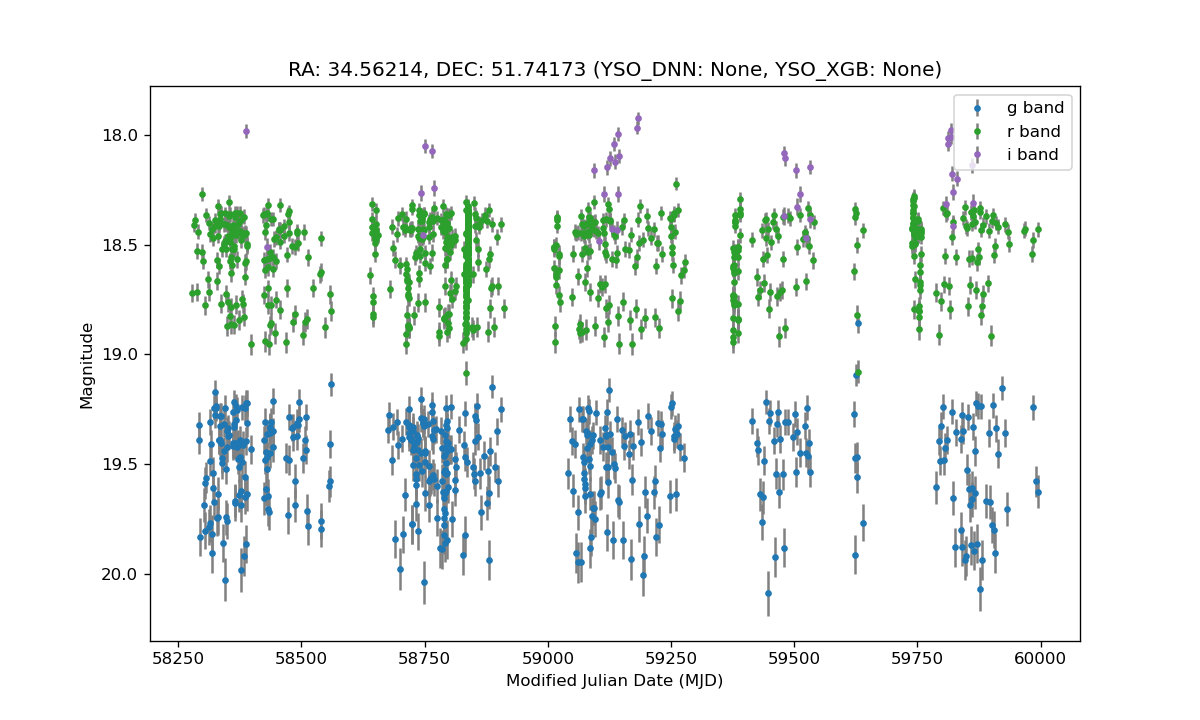 RA: 34.56214, DEC: 51.74173 (YSO_DNN: None, YSO_XGB: None)
g band
r band
i band
18.0
18.5
19.0
19.5
20.0
Magnitude
58250 58500 58750 59000 59250 59500 59750 60000
Modified Julian Date (MJD)